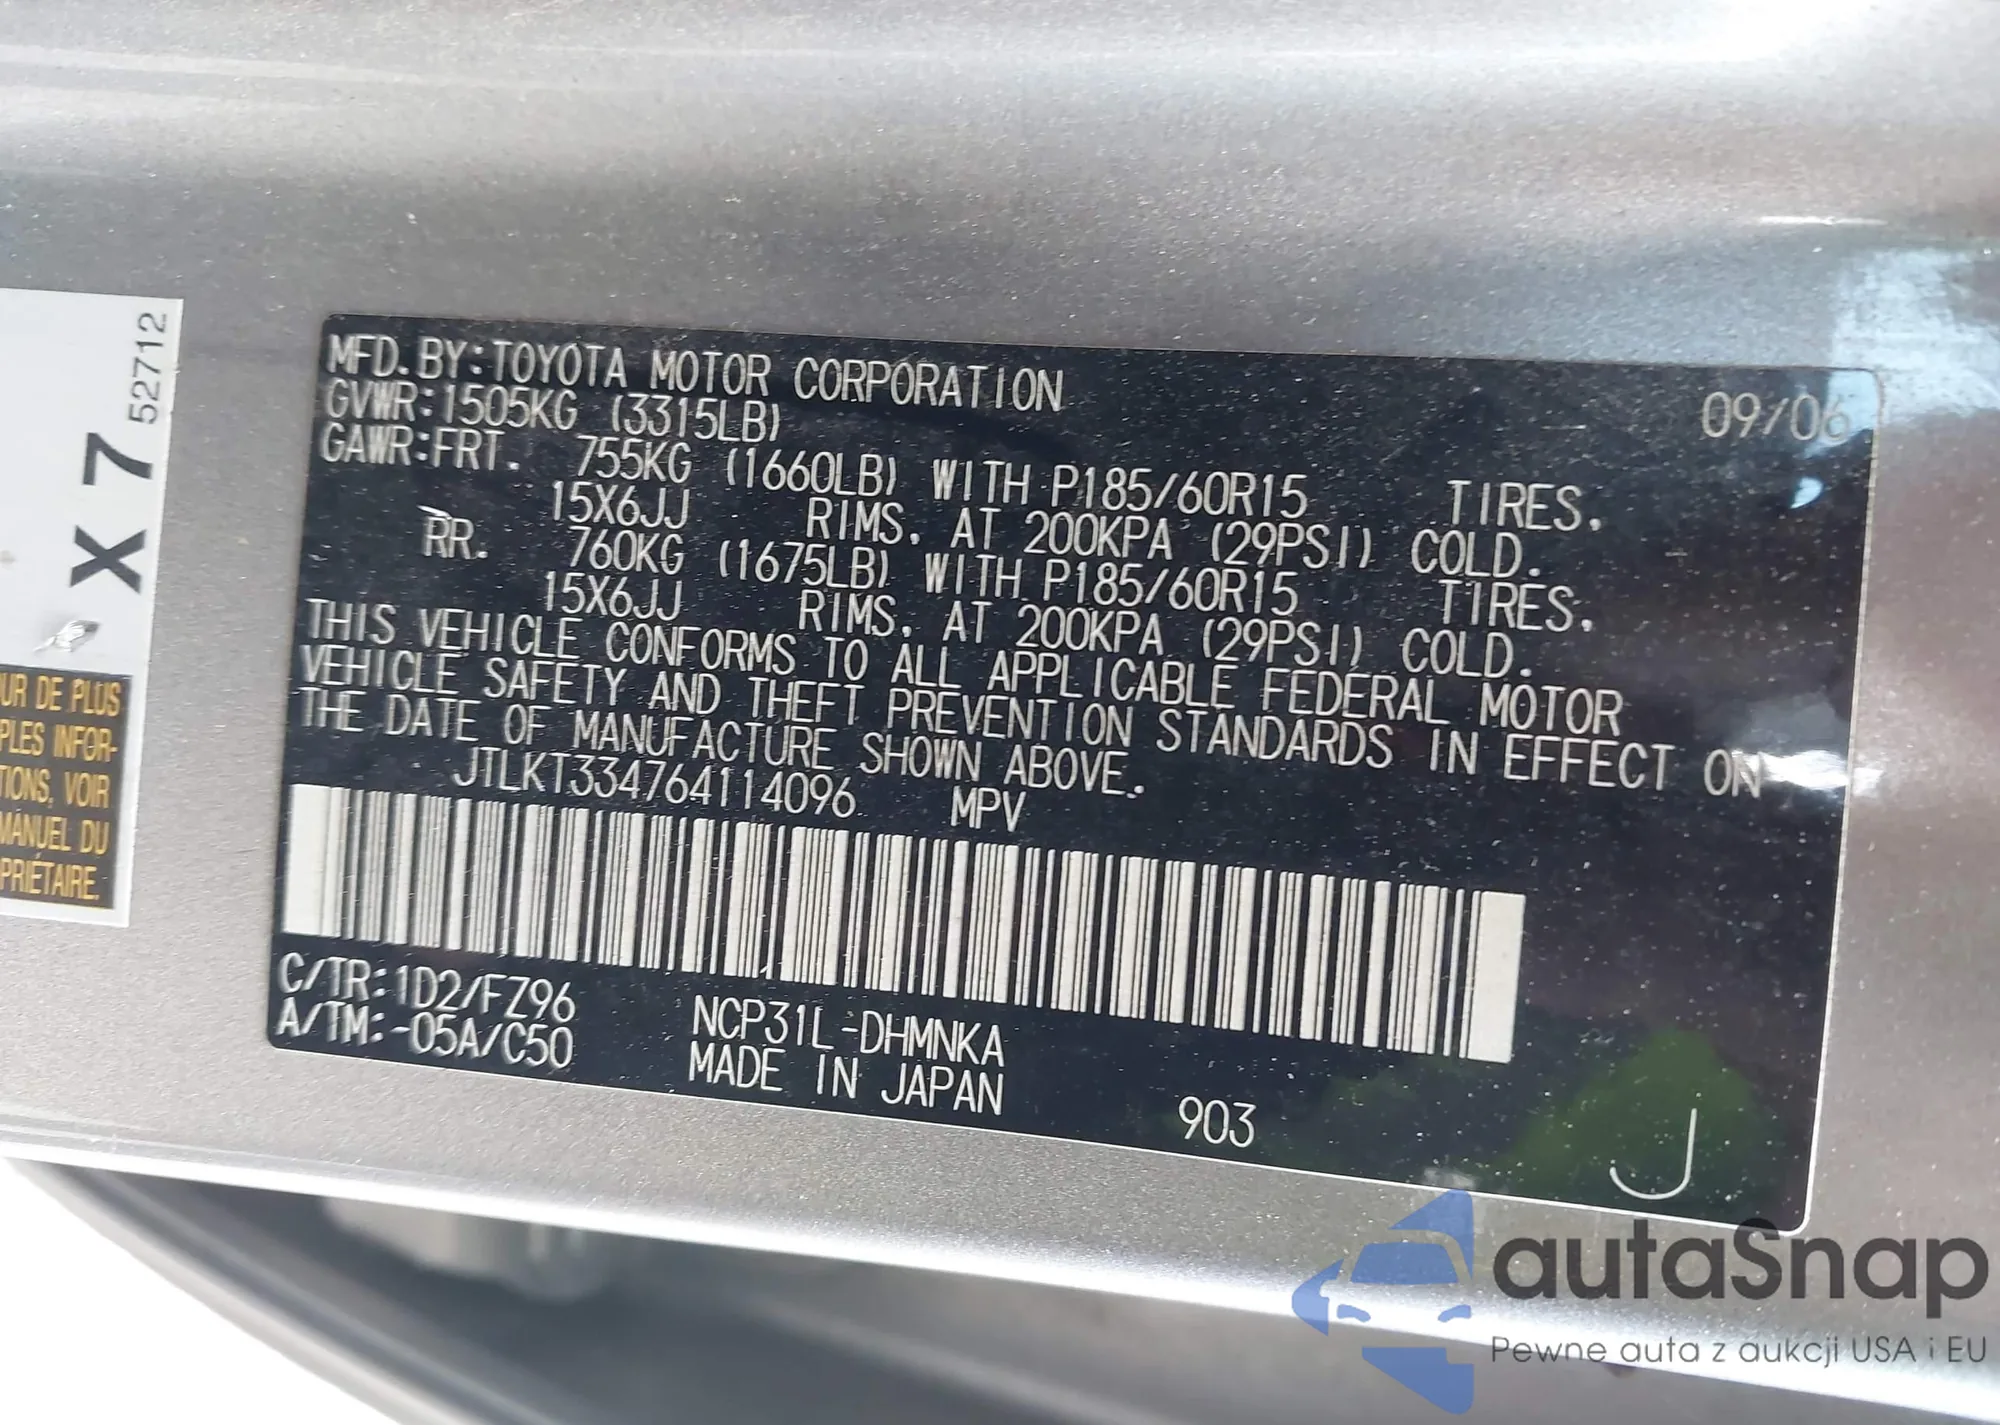 52712
X 7
UR DE PLUS
PLES INFOR-
TIONS, VOIR
MANUEL DU
PRIÉTAIRE.
MFD. BY: TOYOTA MOTOR CORPORATION 09/06
GVWR: 1505KG (3315LB)
GAWR: FRT. 755KG (1660LB) WITH P185/60R15 TIRES,
15X6JJ RIMS, AT 200KPA (29PSI) COLD.
RR. 760KG (1675LB) WITH P185/60R15 TIRES,
15X6JJ RIMS, AT 200KPA (29PSI) COLD.
THIS VEHICLE CONFORMS TO ALL APPLICABLE FEDERAL MOTOR
VEHICLE SAFETY AND THEFT PREVENTION STANDARDS IN EFFECT ON
THE DATE OF MANUFACTURE SHOWN ABOVE.
JTLKT334764114096 MPV
C/TR: 1D2/FZ96 NCP31L-DHMNKA
A/TM: -05A/C50 MADE IN JAPAN 903
J
autaSnap
Pewne auta z aukcji USA i EU